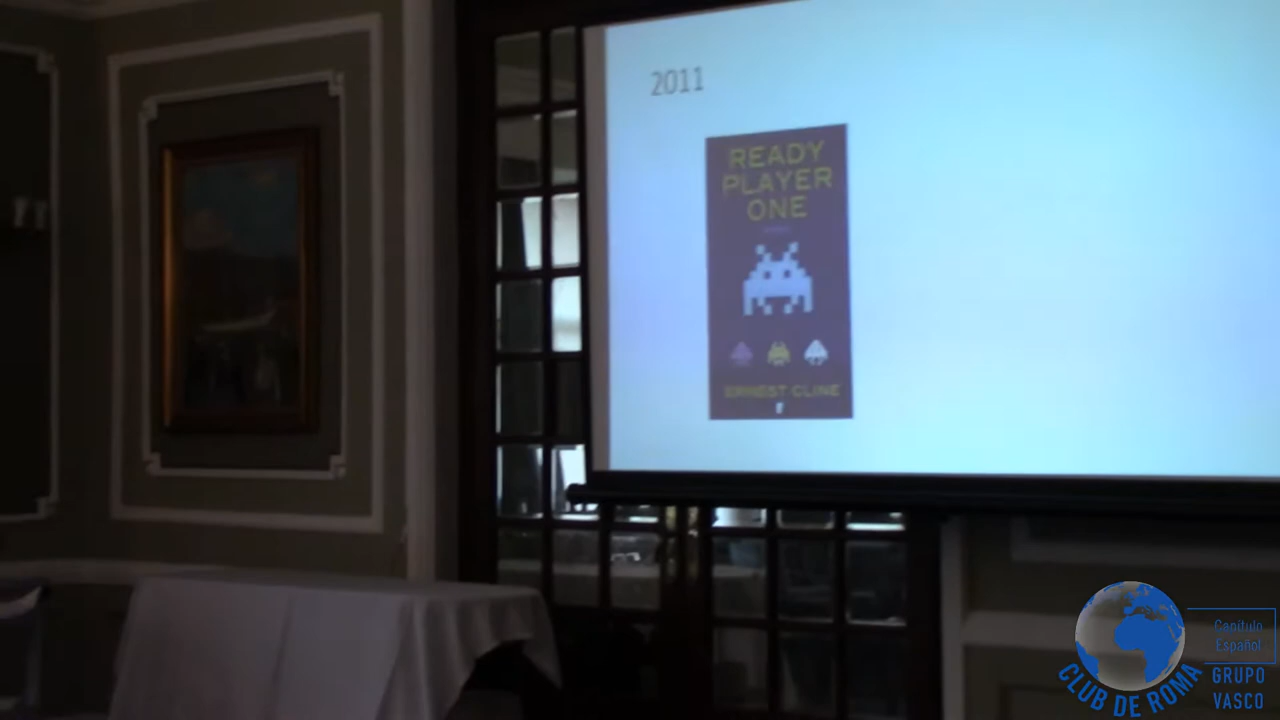 2011
READY
PLAYER
ONE
ERNEST CLINE
Capítulo
Español
CLUB DE ROMA
GRUPO
VASCO